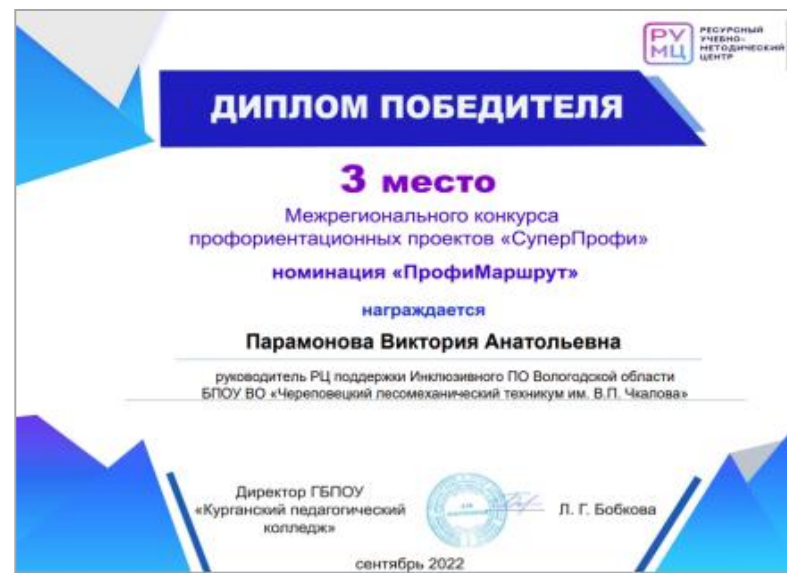 РУ
МЦ
РЕСУРСНЫЙ
УЧЕБНО-
МЕТОДИЧЕСКИЙ
ЦЕНТР
ДИПЛОМ ПОБЕДИТЕЛЯ
3 место
Межрегионального конкурса
профориентационных проектов «СуперПрофи»
номинация «ПрофиМаршрут»
награждается
Парамонова Виктория Анатольевна
руководитель РЦ поддержки Инклюзивного ПО Вологодской области
БПОУ ВО «Череповецкий лесомеханический техникум им. В.П. Чкалова»
Директор ГБПОУ
«Курганский педагогический
колледж»
Л. Г. Бобкова
сентябрь 2022